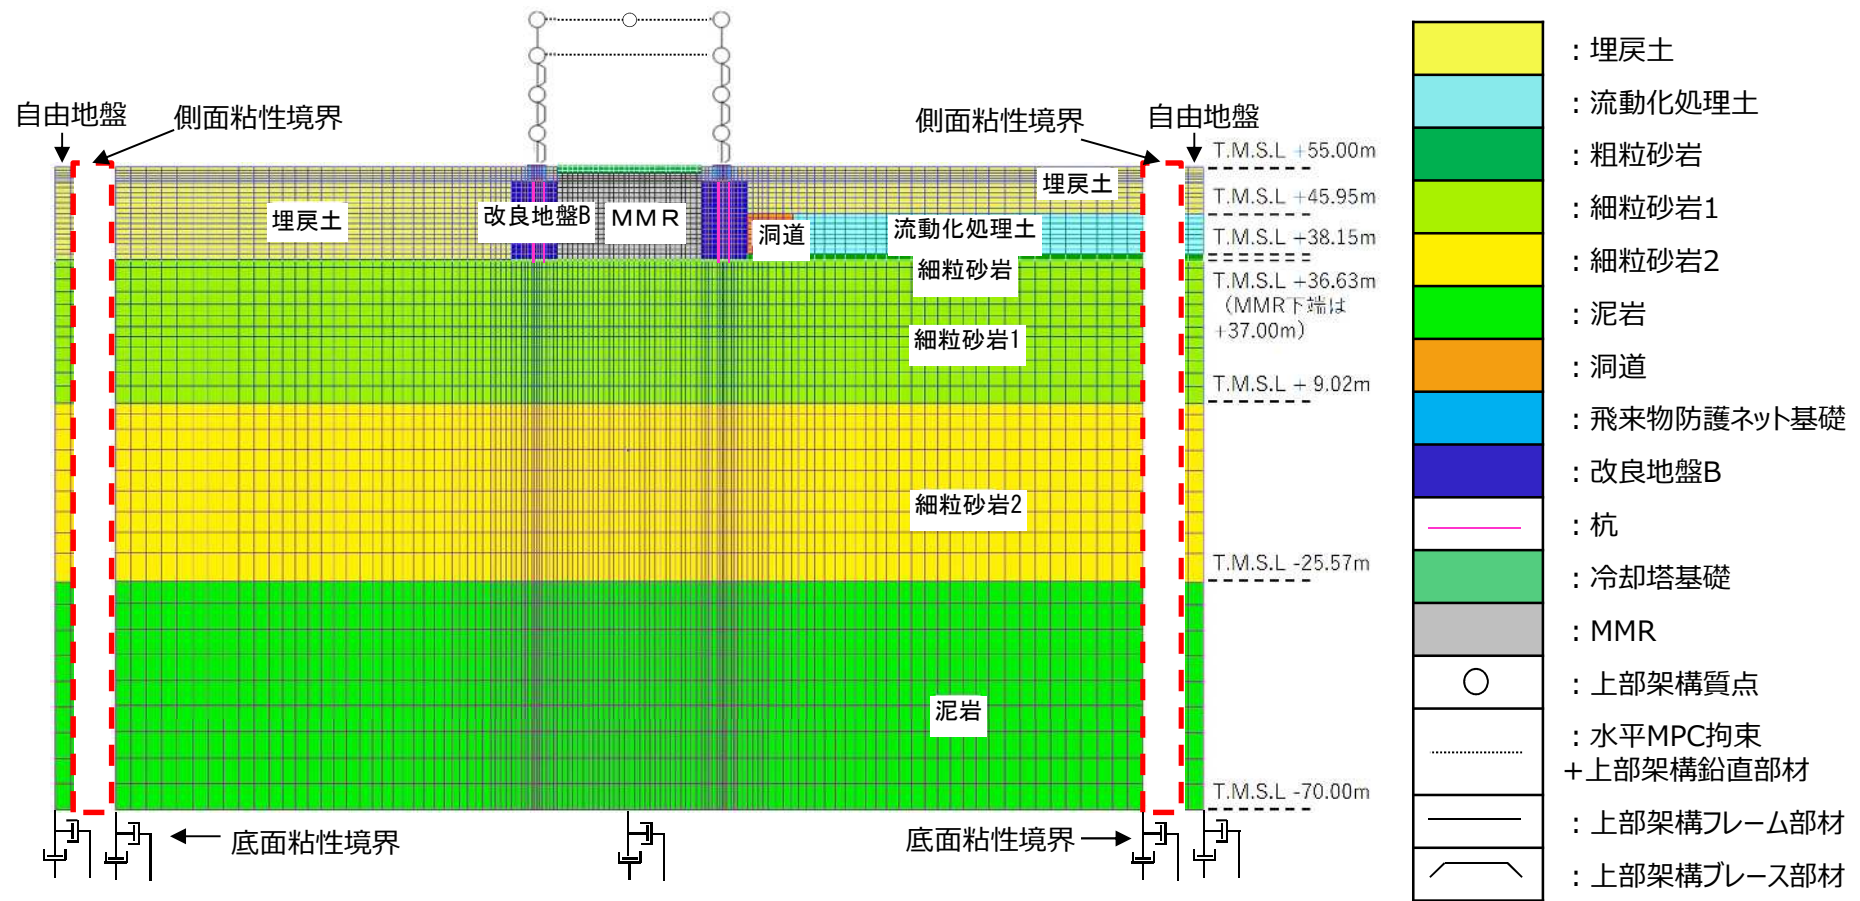 自由地盤
側面粘性境界
側面粘性境界
自由地盤
T.M.S.L +55.00m
埋戻土
T.M.S.L +45.95m
改良地盤B
MMR
埋戻土
洞道
流動化処理土
T.M.S.L +38.15m
細粒砂岩
T.M.S.L +36.63m
（MMR下端は
+37.00m）
細粒砂岩1
T.M.S.L + 9.02m
細粒砂岩2
T.M.S.L -25.57m
泥岩
T.M.S.L -70.00m
底面粘性境界
底面粘性境界
：埋戻土
：流動化処理土
：粗粒砂岩
：細粒砂岩1
：細粒砂岩2
：泥岩
：洞道
：飛来物防護ネット基礎
：改良地盤B
：杭
：冷却塔基礎
：MMR
：上部架構質点
：水平MPC拘束
＋上部架構鉛直部材
：上部架構フレーム部材
：上部架構ブレース部材